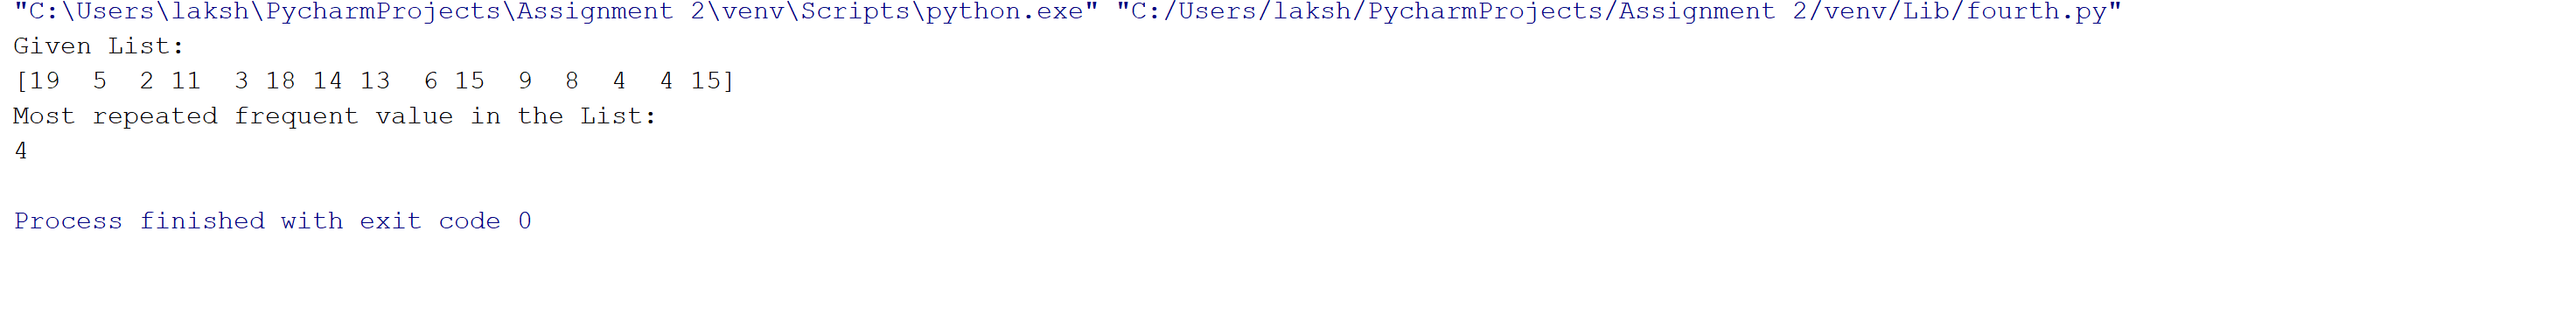 "C:\Users\laksh\PycharmProjects\Assignment 2\venv\Scripts\python.exe" "C:/Users/laksh/PycharmProjects/Assignment 2/venv/Lib/fourth.py"
Given List:
[19  5  2 11  3 18 14 13  6 15  9  8  4  4 15]
Most repeated frequent value in the List:
4
Process finished with exit code 0